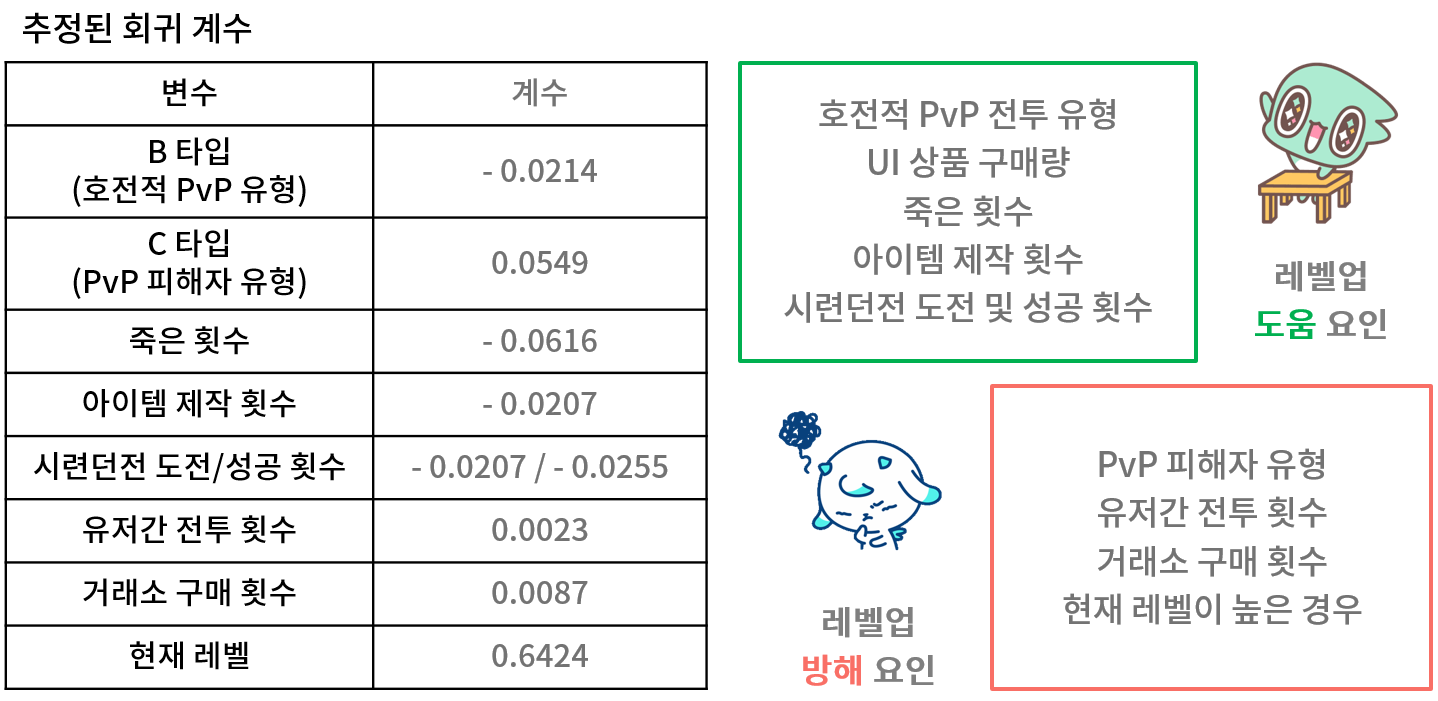 추정된 회귀 계수
변수 계수
B 타입
(호전적 PvP 유형)
- 0.0214
C 타입
(PvP 피해자 유형)
0.0549
죽은 횟수 - 0.0616
아이템 제작 횟수 - 0.0207
시련던전 도전/성공 횟수 - 0.0207 / - 0.0255
유저간 전투 횟수 0.0023
거래소 구매 횟수 0.0087
현재 레벨 0.6424
호전적 PvP 전투 유형
UI 상품 구매량
죽은 횟수
아이템 제작 횟수
시련던전 도전 및 성공 횟수
레벨업
도움 요인
레벨업
방해 요인
PvP 피해자 유형
유저간 전투 횟수
거래소 구매 횟수
현재 레벨이 높은 경우